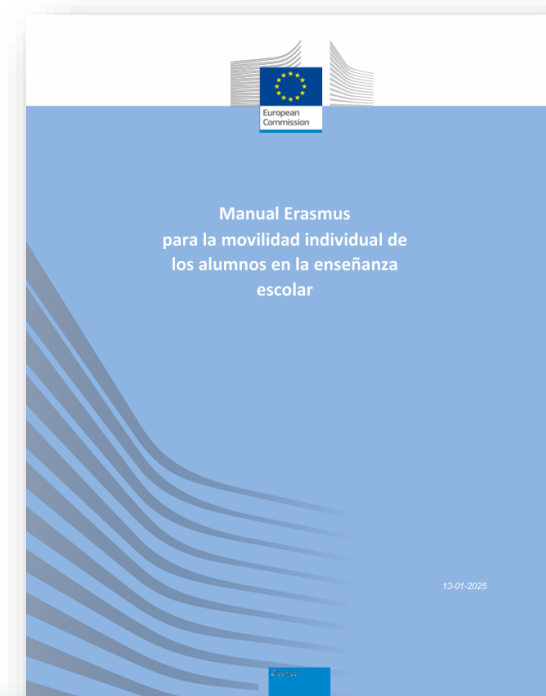 European
Commission
Manual Erasmus
para la movilidad individual de
los alumnos en la enseñanza
escolar
13-01-2025